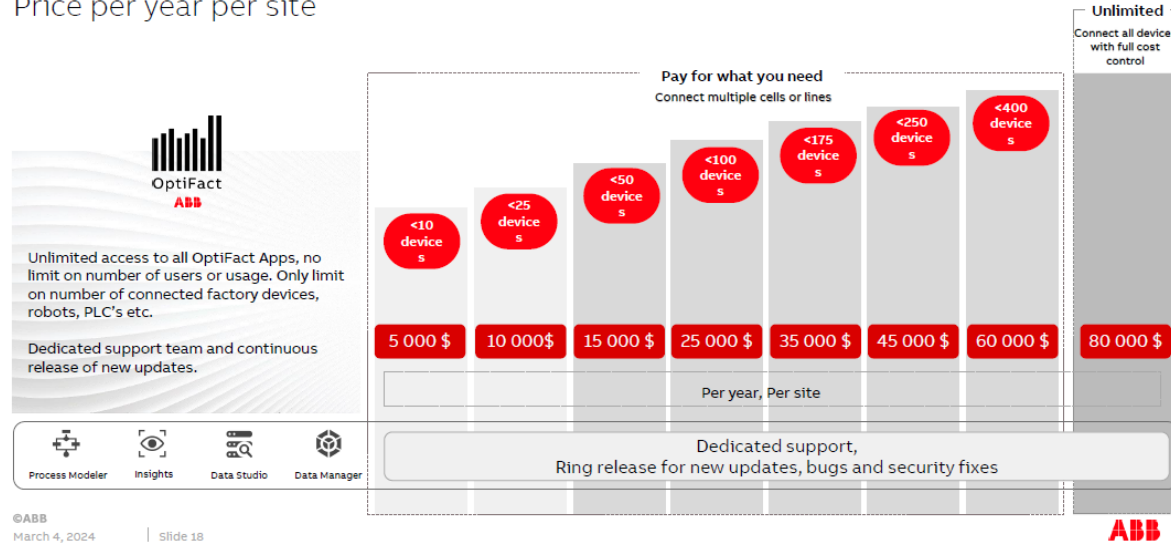 Price per year per site
Unlimited
Connect all device
with full cost
control
Pay for what you need
Connect multiple cells or lines
OptiFact
ABB
Unlimited access to all OptiFact Apps, no
limit on number of users or usage. Only limit
on number of connected factory devices,
robots, PLC's etc.
Dedicated support team and continuous
release of new updates.
<10
device
s
<25
device
s
<50
device
s
<100
device
s
<175
device
s
<250
device
s
<400
device
s
5 000 $
10 000$
15 000 $
25 000 $
35 000 $
45 000 $
60 000 $
80 000 $
Per year, Per site
Process Modeler
Insights
Data Studio
Data Manager
Dedicated support,
Ring release for new updates, bugs and security fixes
©ABB
March 4, 2024
Slide 18
ABB